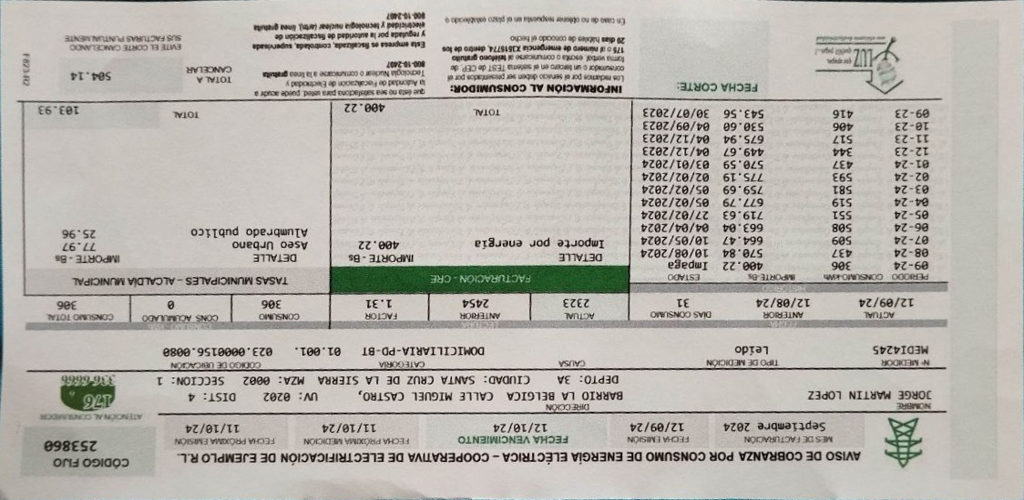 AVISO DE COBRANZA POR CONSUMO DE ENERGÍA ELÉCTRICA – COOPERATIVA DE ELECTRIFICACIÓN DE EJEMPLO R.L.
CÓDIGO FIJO
253860
MES DE FACTURACIÓN
Septiembre 2024
FECHA EMISIÓN
12/09/24
FECHA VENCIMIENTO
12/10/24
FECHA PRÓXIMA MEDICIÓN
11/10/24
FECHA PRÓXIMA EMISIÓN
11/10/24
NOMBRE
JORGE MARTIN LOPEZ
DIRECCIÓN
BARRIO LA BELGICA CALLE MIGUEL CASTRO, UV: 0202 DIST: 4
DEPTO: 3A CIUDAD: SANTA CRUZ DE LA SIERRA MZA: 0002 SECCION: 1
ATENCIÓN AL CONSUMIDOR
176
336 6666
Nº MEDIDOR
MEDI4245
TIPO DE MEDICIÓN
Leído
CAUSA
CATEGORÍA
DOMICILIARIA-PD-BT
CÓDIGO DE UBICACIÓN
01.001. 023.0000156.0080
FECHA
LECTURA
ACTUAL
12/09/24
ANTERIOR
12/08/24
DÍAS CONSUMO
31
ACTUAL
2323
ANTERIOR
2454
FACTOR
1.31
CONSUMO
306
CONS ACUMULADO
0
CONSUMO TOTAL
306
HISTORICO
PERIODO CONSUMO kWh IMPORTE-Bs ESTADO
09-24 306 400.22 Impaga
08-24 437 570.84 10/08/2024
07-24 509 664.47 10/05/2024
06-24 508 663.04 04/04/2024
05-24 551 719.63 27/02/2024
04-24 519 677.79 05/02/2024
03-24 581 759.69 05/02/2024
02-24 593 775.19 02/02/2024
01-24 437 570.59 03/01/2024
12-23 344 449.67 04/12/2023
11-23 517 675.94 04/12/2023
10-23 406 530.60 04/09/2023
09-23 416 543.56 30/07/2023
FACTURACIÓN - CRE
DETALLE IMPORTE - Bs
Importe por energía 400.22
TOTAL 400.22
TASAS MUNICIPALES – ALCALDÍA MUNICIPAL
DETALLE IMPORTE - Bs
Aseo Urbano 77.97
Alumbrado publico 25.96
TOTAL 103.93
LUZ
FECHA CORTE:
INFORMACIÓN AL CONSUMIDOR:
Los reclamos por el servicio deben ser presentados por el
consumidor o un tercero en el sistema TEST de CEP, de
forma verbal, escrita o comunicarse al teléfono gratuito
175 o al número de emergencia X3516774, dentro de los
20 días hábiles de conocido el hecho
En caso de no obtener respuesta en el plazo establecido o
que ésta no sea satisfactoria para usted, puede acudir a
la Autoridad de Fiscalización de Electricidad y
Tecnología Nuclear o comunicarse a la línea gratuita
800-10-2407
Esta empresa es fiscalizada, controlada, supervisada
y regulada por la autoridad de fiscalización de
electricidad y tecnología nuclear (aetn), línea gratuita
800-10-2407
TOTAL A
CANCELAR
504.14
EVITE EL CORTE CANCELANDO
SUS FACTURAS PUNTUALMENTE
F623-R2